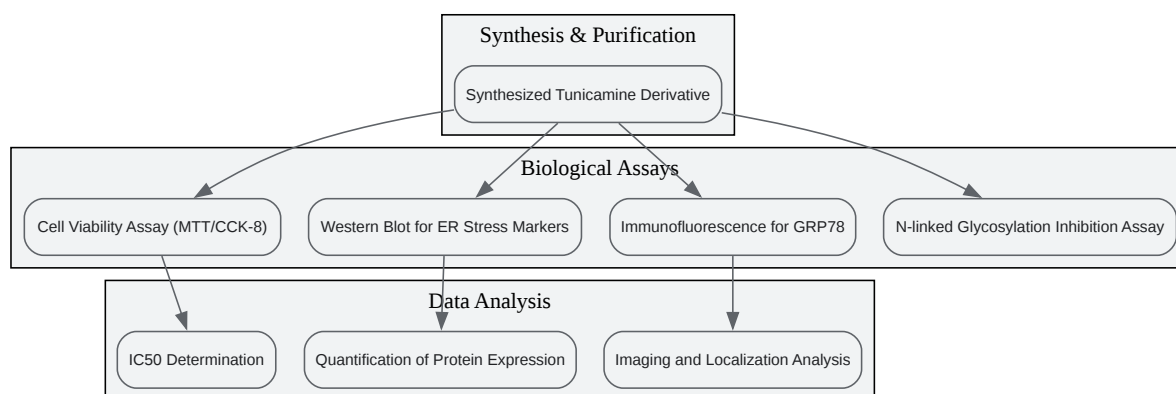 Synthesis & Purification
Synthesized Tunicamine Derivative
Biological Assays
Cell Viability Assay (MTT/CCK-8)
Western Blot for ER Stress Markers
Immunofluorescence for GRP78
N-linked Glycosylation Inhibition Assay
Data Analysis
IC50 Determination
Quantification of Protein Expression
Imaging and Localization Analysis